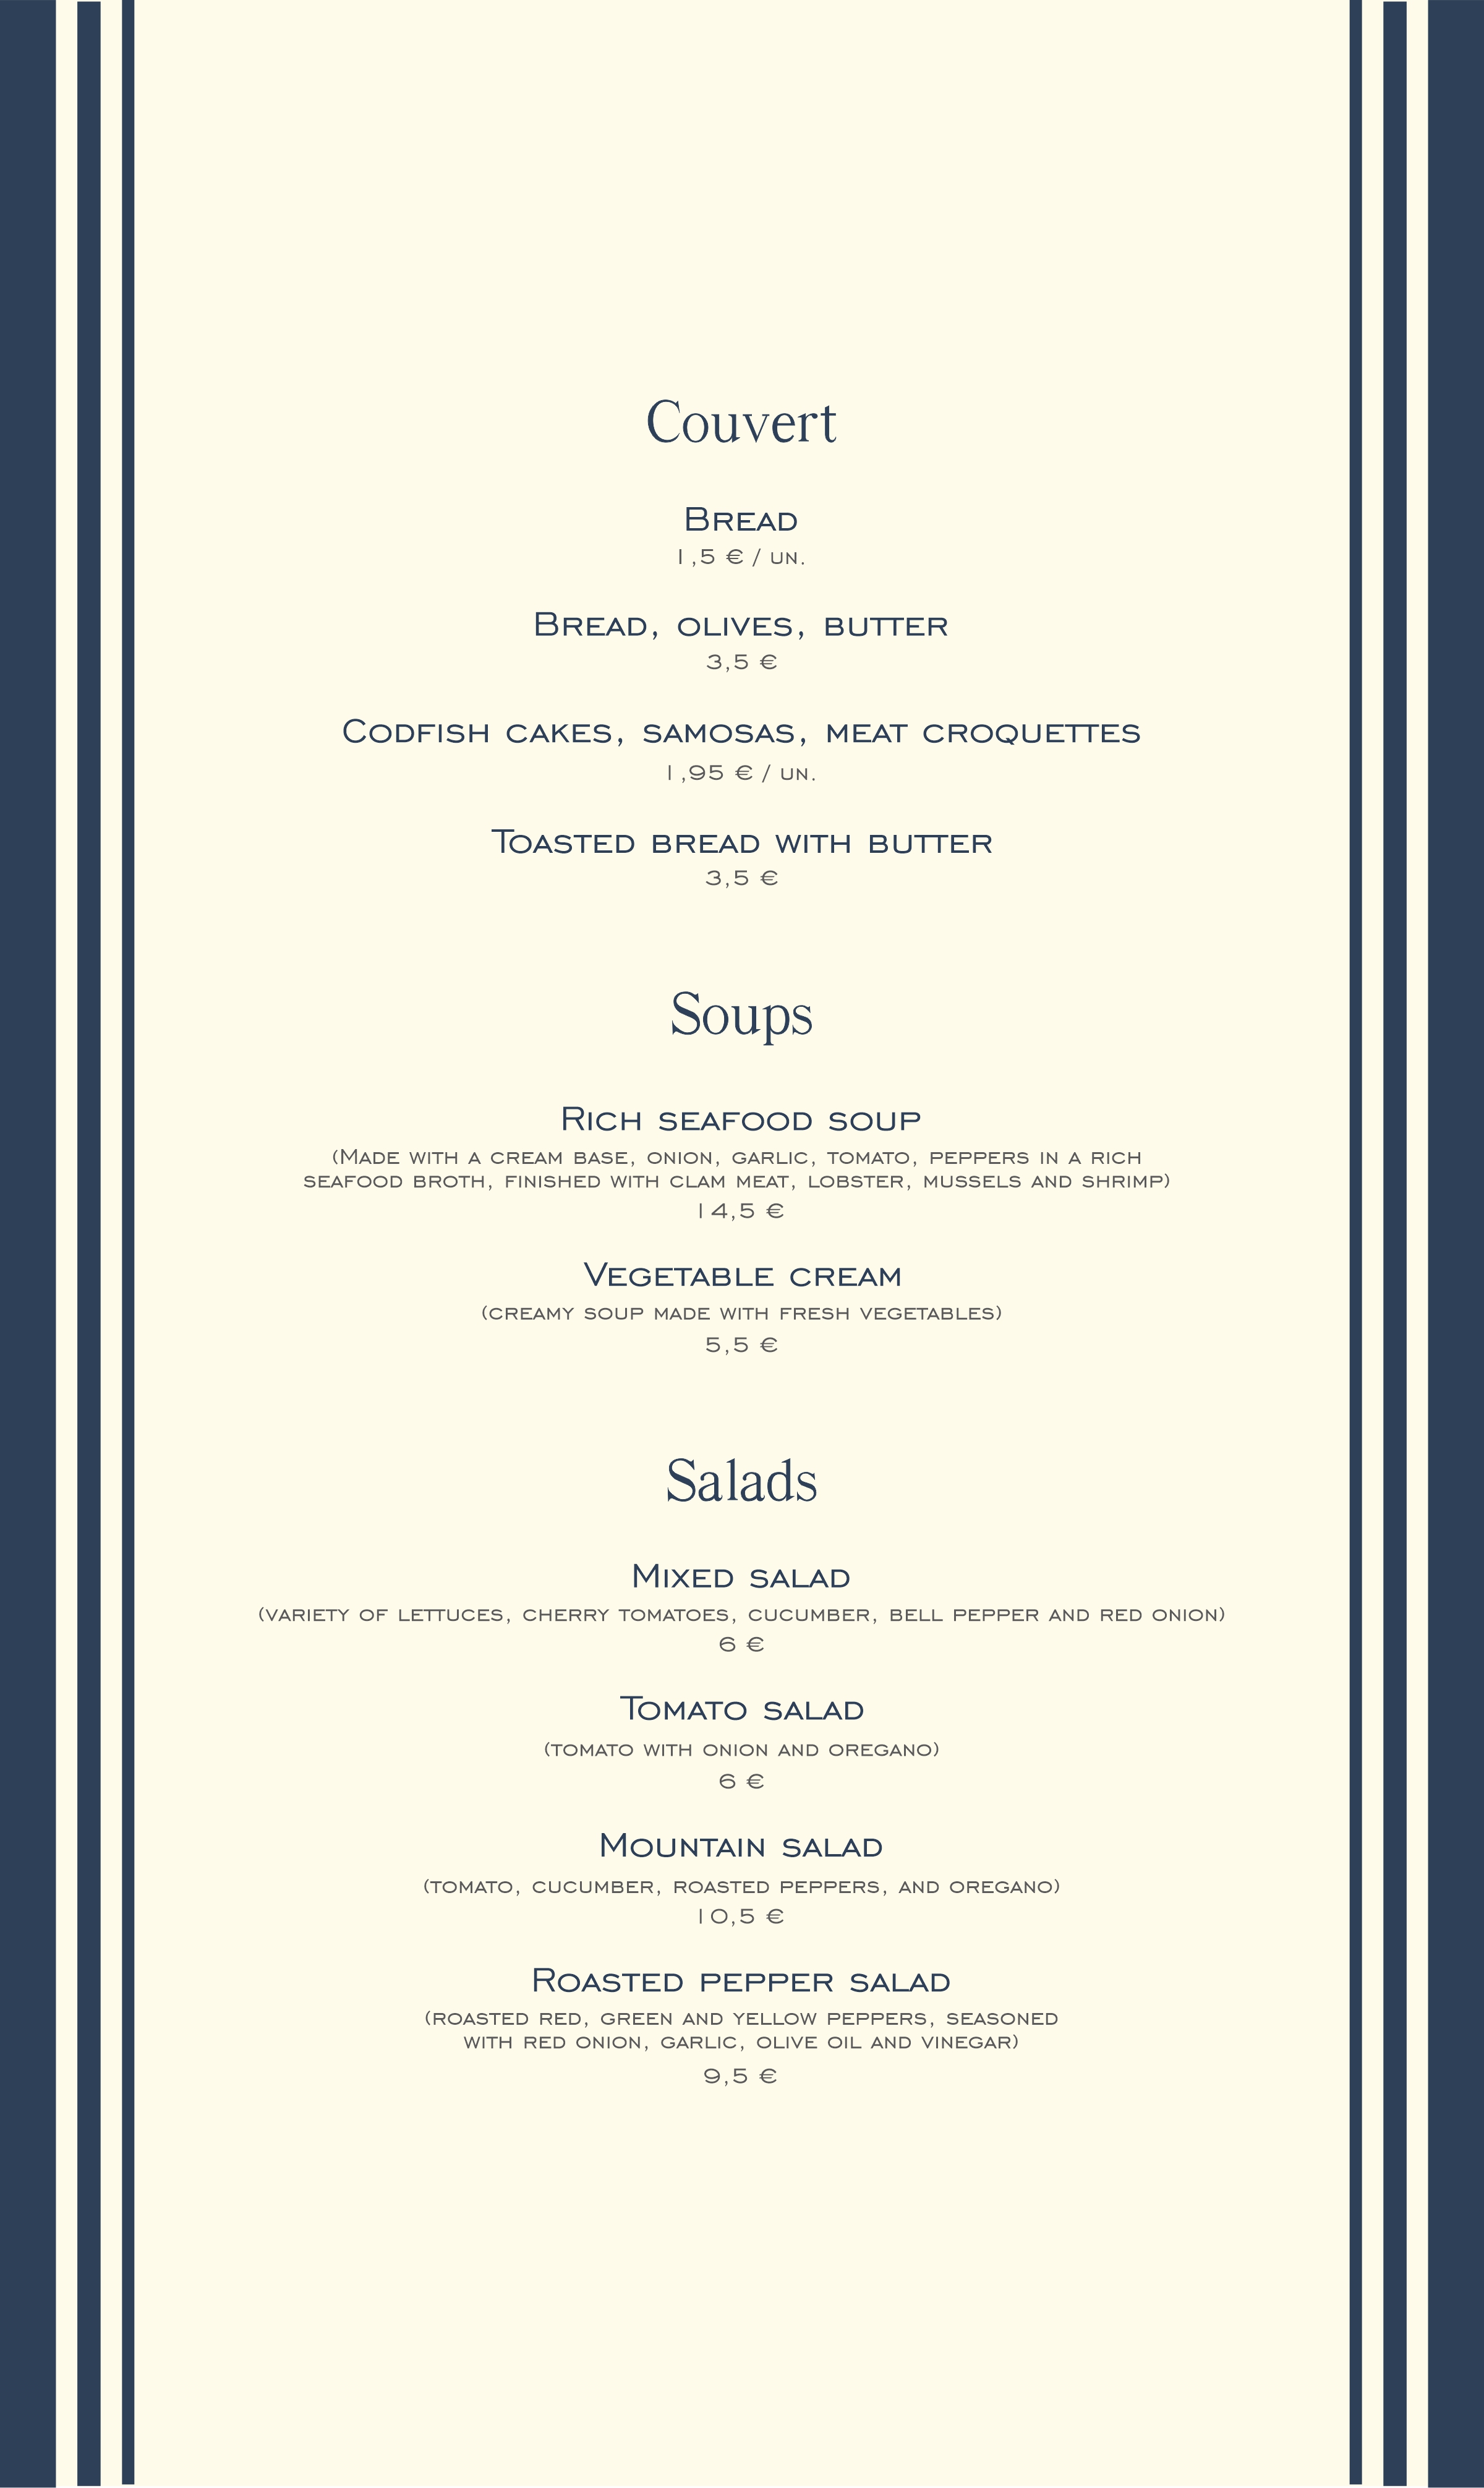 Couvert
Bread
1,5 € / un.
Bread, olives, butter
3,5 €
Codfish cakes, samosas, meat croquettes
1,95 € / un.
Toasted bread with butter
3,5 €
Soups
Rich seafood soup
(Made with a cream base, onion, garlic, tomato, peppers in a rich
seafood broth, finished with clam meat, lobster, mussels and shrimp)
14,5 €
Vegetable cream
(creamy soup made with fresh vegetables)
5,5 €
Salads
Mixed salad
(variety of lettuces, cherry tomatoes, cucumber, bell pepper and red onion)
6 €
Tomato salad
(tomato with onion and oregano)
6 €
Mountain salad
(tomato, cucumber, roasted peppers, and oregano)
10,5 €
Roasted pepper salad
(roasted red, green and yellow peppers, seasoned
with red onion, garlic, olive oil and vinegar)
9,5 €